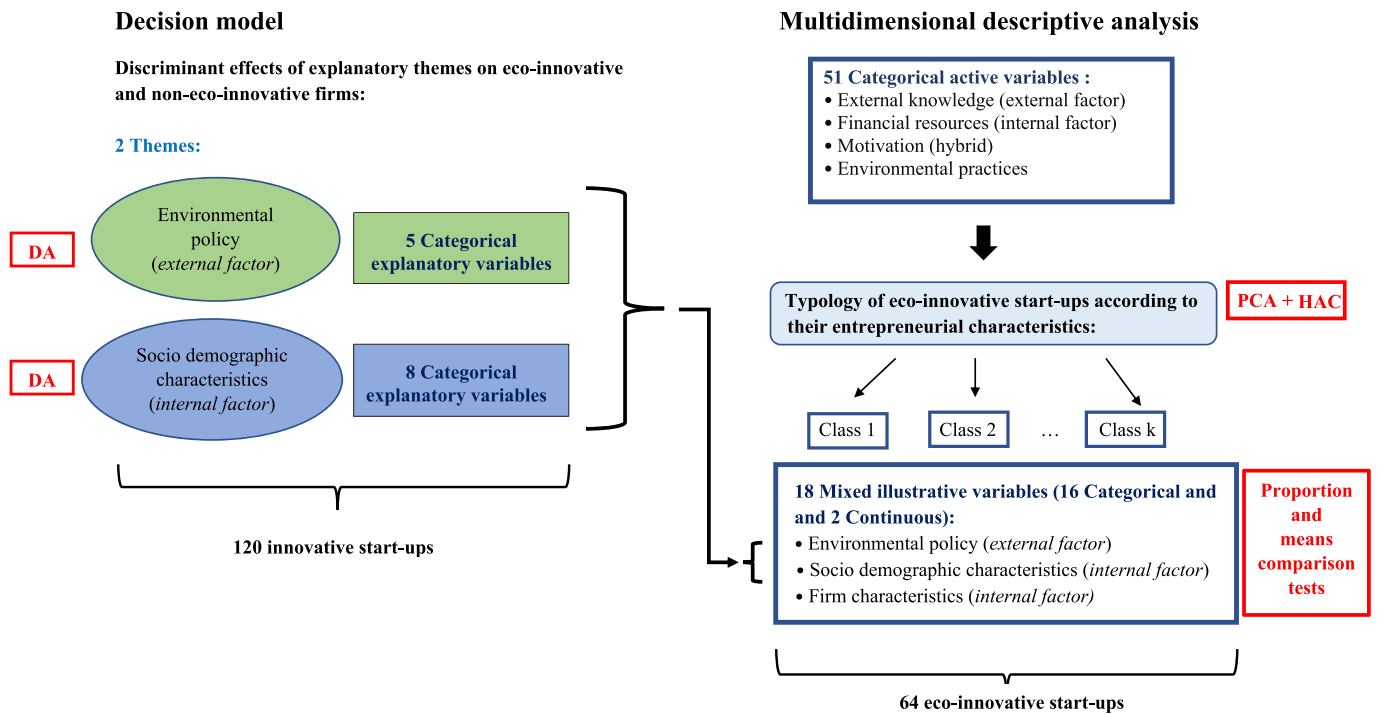 Decision model
Discriminant effects of explanatory themes on eco-innovative
and non-eco-innovative firms:
2 Themes:
DA
Environmental
policy
(external factor)
5 Categorical
explanatory variables
DA
Socio demographic
characteristics
(internal factor)
8 Categorical
explanatory variables
120 innovative start-ups
Multidimensional descriptive analysis
51 Categorical active variables :
• External knowledge (external factor)
• Financial resources (internal factor)
• Motivation (hybrid)
• Environmental practices
Typology of eco-innovative start-ups according to
their entrepreneurial characteristics:
PCA + HAC
Class 1
Class 2
...
Class k
18 Mixed illustrative variables (16 Categorical and
and 2 Continuous):
• Environmental policy (external factor)
• Socio demographic characteristics (internal factor)
• Firm characteristics (internal factor)
Proportion
and
means
comparison
tests
64 eco-innovative start-ups